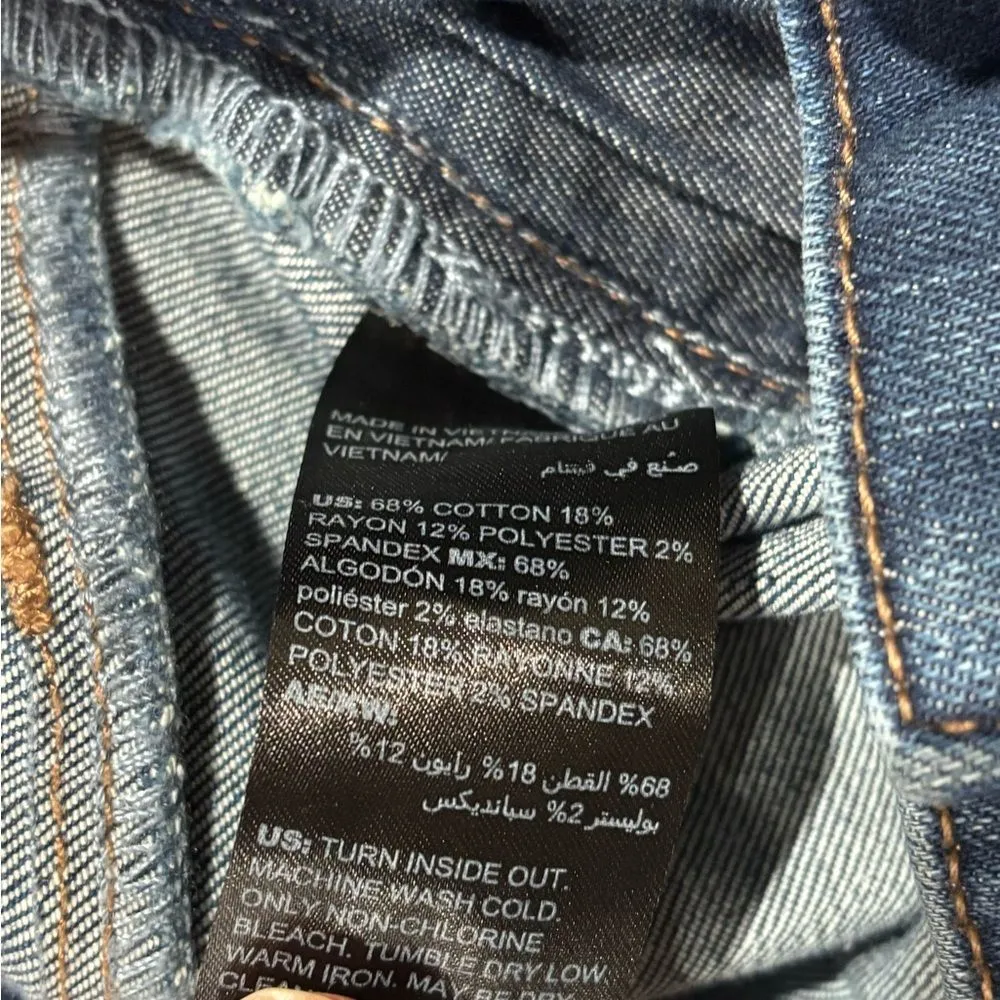 MADE IN VIETNAM/
EN VIETNAM/ FABRIQUE AU
VIETNAM/
صنع في فيتنام
US: 68% COTTON 18%
RAYON 12% POLYESTER 2%
SPANDEX MX: 68%
ALGODÓN 18% rayón 12%
poliéster 2% elastano CA: 68%
COTON 18% RAYONNE 12%
POLYESTER 2% SPANDEX
AE/KW:
68% القطن 18% رايون 12%
بوليستر 2% سبانديكس
US: TURN INSIDE OUT.
MACHINE WASH COLD.
ONLY NON-CHLORINE
BLEACH. TUMBLE DRY LOW.
WARM IRON. MAY BE DRY